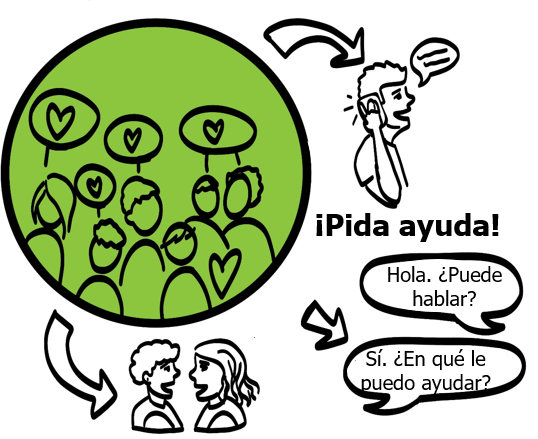 ¡Pida ayuda!
Hola. ¿Puede
hablar?
Sí. ¿En qué le
puedo ayudar?